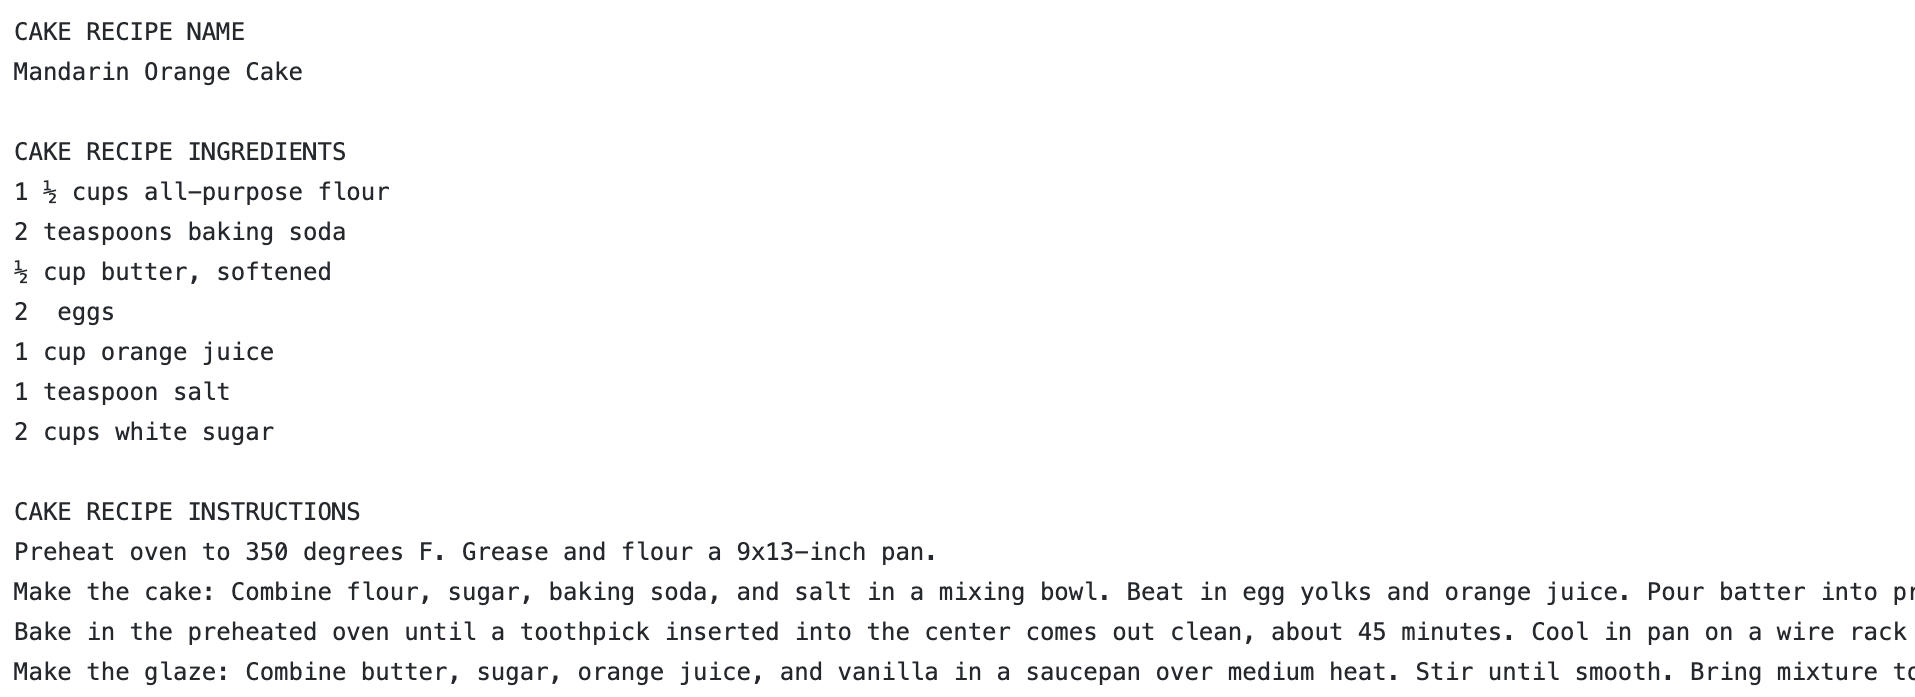 CAKE RECIPE NAME
Mandarin Orange Cake
CAKE RECIPE INGREDIENTS
1 ½ cups all-purpose flour
2 teaspoons baking soda
½ cup butter, softened
2  eggs
1 cup orange juice
1 teaspoon salt
2 cups white sugar
CAKE RECIPE INSTRUCTIONS
Preheat oven to 350 degrees F. Grease and flour a 9x13-inch pan.
Make the cake: Combine flour, sugar, baking soda, and salt in a mixing bowl. Beat in egg yolks and orange juice. Pour batter into
Bake in the preheated oven until a toothpick inserted into the center comes out clean, about 45 minutes. Cool in pan on a wire rack
Make the glaze: Combine butter, sugar, orange juice, and vanilla in a saucepan over medium heat. Stir until smooth. Bring mixture